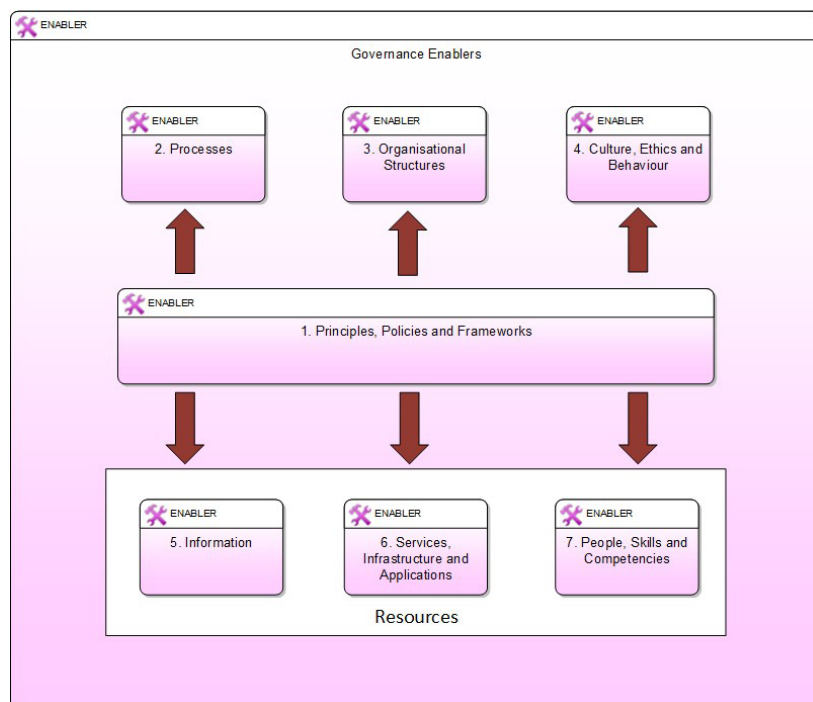 ENABLER
Governance Enablers
ENABLER
2. Processes
ENABLER
3. Organisational
Structures
ENABLER
4. Culture, Ethics and
Behaviour
ENABLER
1. Principles, Policies and Frameworks
ENABLER
5. Information
ENABLER
6. Services,
Infrastructure and
Applications
ENABLER
7. People, Skills and
Competencies
Resources